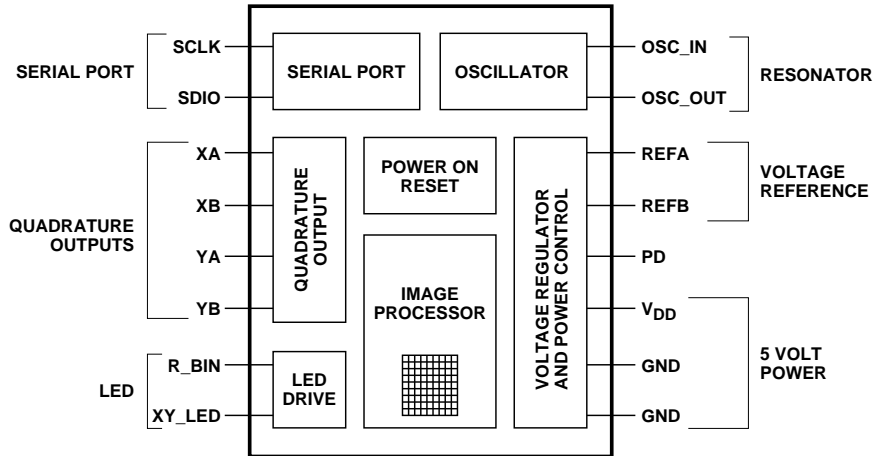 SERIAL PORT
SCLK
SDIO
SERIAL PORT
OSCILLATOR
OSC_IN
OSC_OUT
RESONATOR
QUADRATURE
OUTPUTS
XA
XB
YA
YB
QUADRATURE
OUTPUT
POWER ON
RESET
IMAGE
PROCESSOR
VOLTAGE REGULATOR
AND POWER CONTROL
REFA
REFB
VOLTAGE
REFERENCE
PD
VDD
GND
GND
5 VOLT
POWER
LED
R_BIN
XY_LED
LED
DRIVE